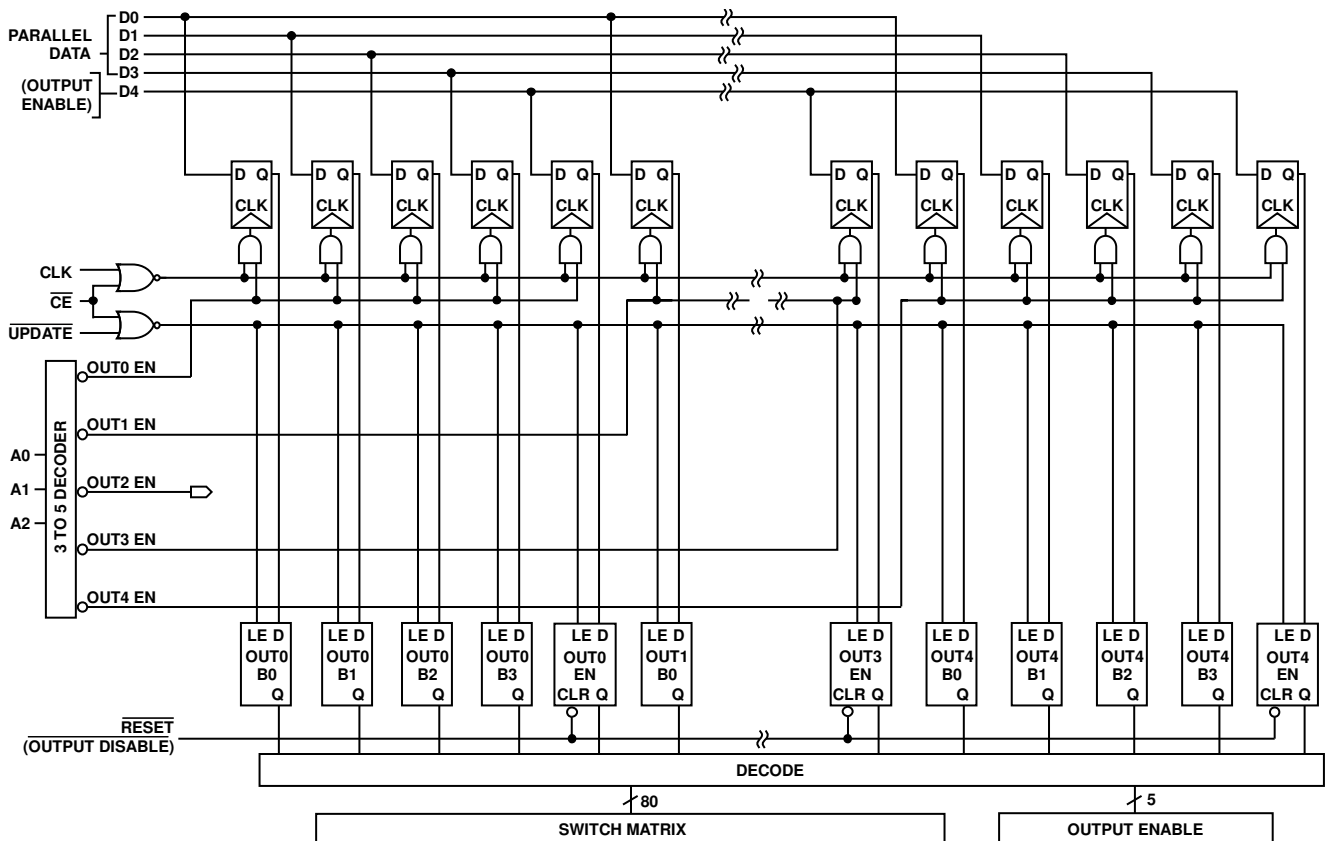 PARALLEL
DATA
D0
D1
D2
D3
D4
(OUTPUT
ENABLE)
D Q D Q D Q D Q D Q D Q D Q D Q D Q D Q D Q D Q
CLK CLK CLK CLK CLK CLK CLK CLK CLK CLK CLK CLK
CLK
CE
UPDATE
3 TO 5 DECODER
A0
A1
A2
OUT0 EN
OUT1 EN
OUT2 EN
OUT3 EN
OUT4 EN
LE D LE D LE D LE D LE D LE D LE D LE D LE D LE D LE D LE D
OUT0 OUT0 OUT0 OUT0 OUT0 OUT1 OUT3 OUT4 OUT4 OUT4 OUT4 OUT4
B0 B1 B2 B3 EN B0 EN B0 B1 B2 B3 EN
Q Q Q Q CLR Q Q CLR Q Q Q Q Q CLR Q
RESET
(OUTPUT DISABLE)
DECODE
80
5
SWITCH MATRIX
OUTPUT ENABLE